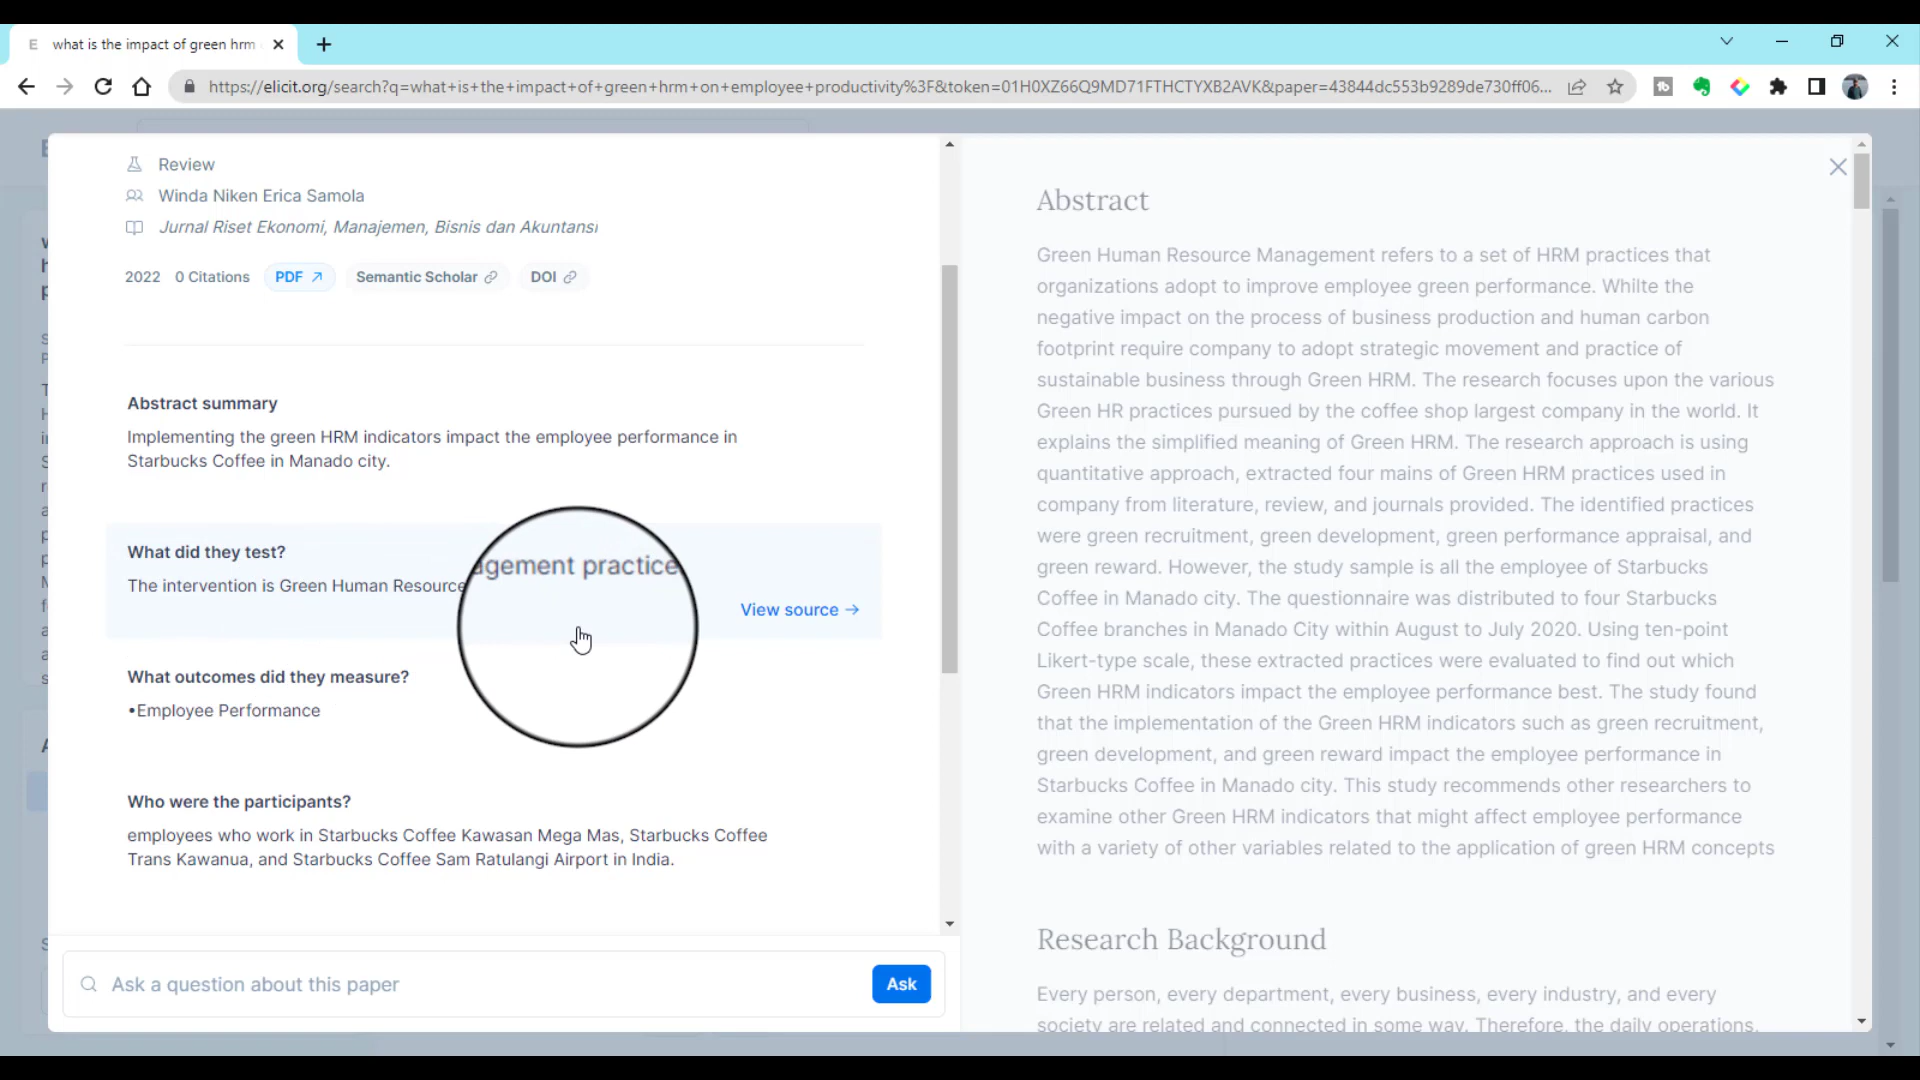 E what is the impact of green hrm
https://elicit.org/search?q=what+is+the+impact+of+green+hrm+on+employee+productivity%3F&token=01H0XZ66Q9MD71FTHCTYXB2AVK&paper=43844dc553b9289de730ff06...
Review
Winda Niken Erica Samola
Jurnal Riset Ekonomi, Manajemen, Bisnis dan Akuntansi
2022 0 Citations PDF Semantic Scholar DOI
Abstract summary
Implementing the green HRM indicators impact the employee performance in
Starbucks Coffee in Manado city.
What did they test?
The intervention is Green Human Resource
agement practice
View source →
What outcomes did they measure?
•Employee Performance
Who were the participants?
employees who work in Starbucks Coffee Kawasan Mega Mas, Starbucks Coffee
Trans Kawanua, and Starbucks Coffee Sam Ratulangi Airport in India.
Ask a question about this paper
Ask
Abstract
Green Human Resource Management refers to a set of HRM practices that
organizations adopt to improve employee green performance. Whilte the
negative impact on the process of business production and human carbon
footprint require company to adopt strategic movement and practice of
sustainable business through Green HRM. The research focuses upon the various
Green HR practices pursued by the coffee shop largest company in the world. It
explains the simplified meaning of Green HRM. The research approach is using
quantitative approach, extracted four mains of Green HRM practices used in
company from literature, review, and journals provided. The identified practices
were green recruitment, green development, green performance appraisal, and
green reward. However, the study sample is all the employee of Starbucks
Coffee in Manado city. The questionnaire was distributed to four Starbucks
Coffee branches in Manado City within August to July 2020. Using ten-point
Likert-type scale, these extracted practices were evaluated to find out which
Green HRM indicators impact the employee performance best. The study found
that the implementation of the Green HRM indicators such as green recruitment,
green development, and green reward impact the employee performance in
Starbucks Coffee in Manado city. This study recommends other researchers to
examine other Green HRM indicators that might affect employee performance
with a variety of other variables related to the application of green HRM concepts
Research Background
Every person, every department, every business, every industry, and every
society are related and connected in some way. Therefore, the daily operations,